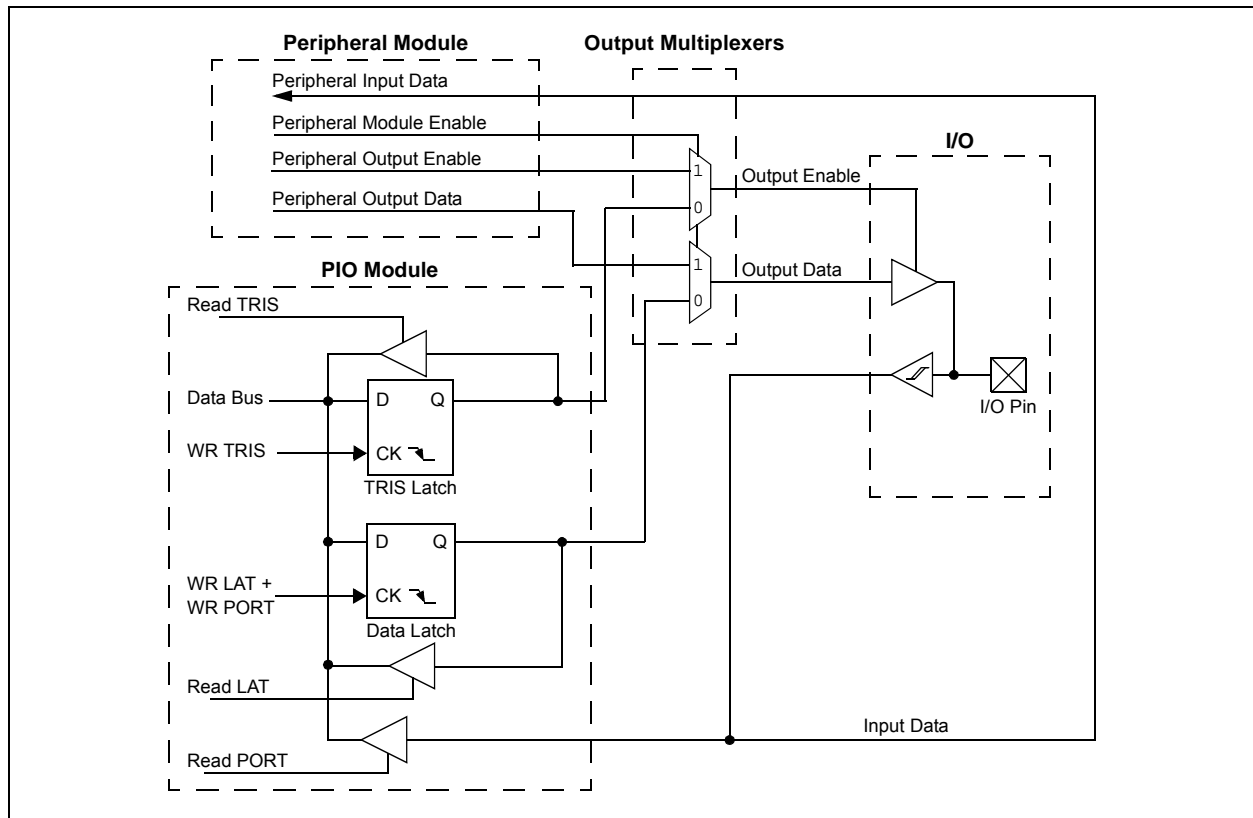 Peripheral Module
Output Multiplexers
Peripheral Input Data
Peripheral Module Enable
Peripheral Output Enable
Peripheral Output Data
1
0
Output Enable
I/O
1
0
Output Data
I/O Pin
PIO Module
Read TRIS
Data Bus
D
Q
WR TRIS
CK
TRIS Latch
D
Q
WR LAT +
WR PORT
CK
Data Latch
Read LAT
Input Data
Read PORT